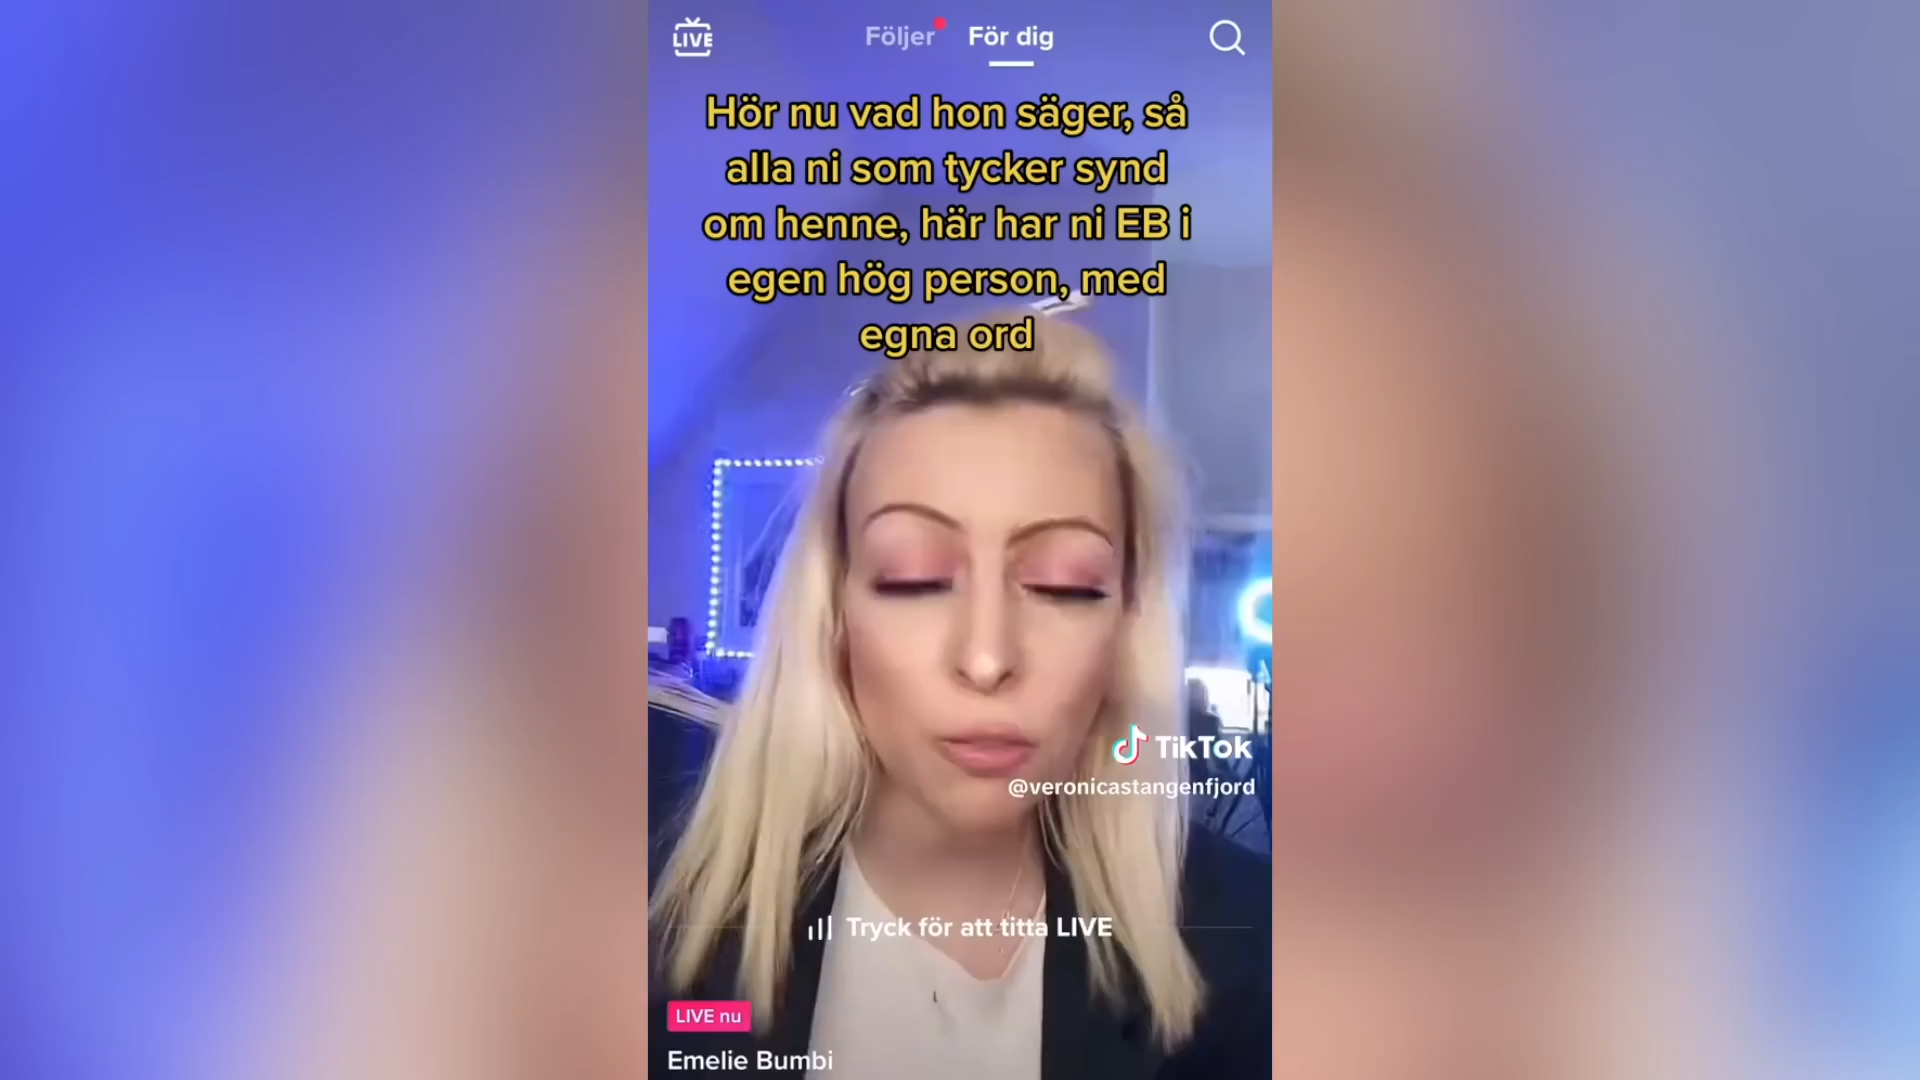 LIVE
Följer
För dig
Hör nu vad hon säger, så
alla ni som tycker synd
om henne, här har ni EB i
egen hög person, med
egna ord
TikTok
@veronicastangenfjord
Tryck för att titta LIVE
LIVE nu
Emelie Bumbi